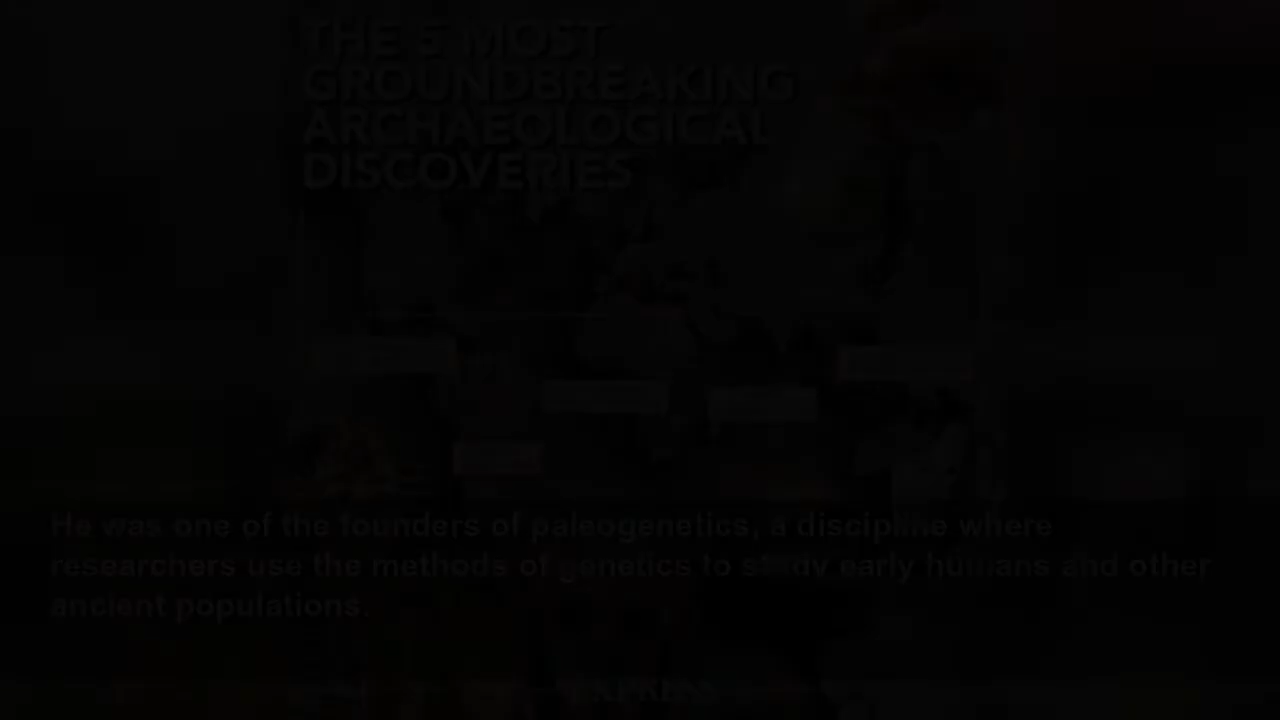 THE 5 MOST
GROUNDBREAKING
ARCHAEOLOGICAL
DISCOVERIES
He was one of the founders of paleogenetics, a discipline where
researchers use the methods of genetics to study early humans and other
ancient populations.